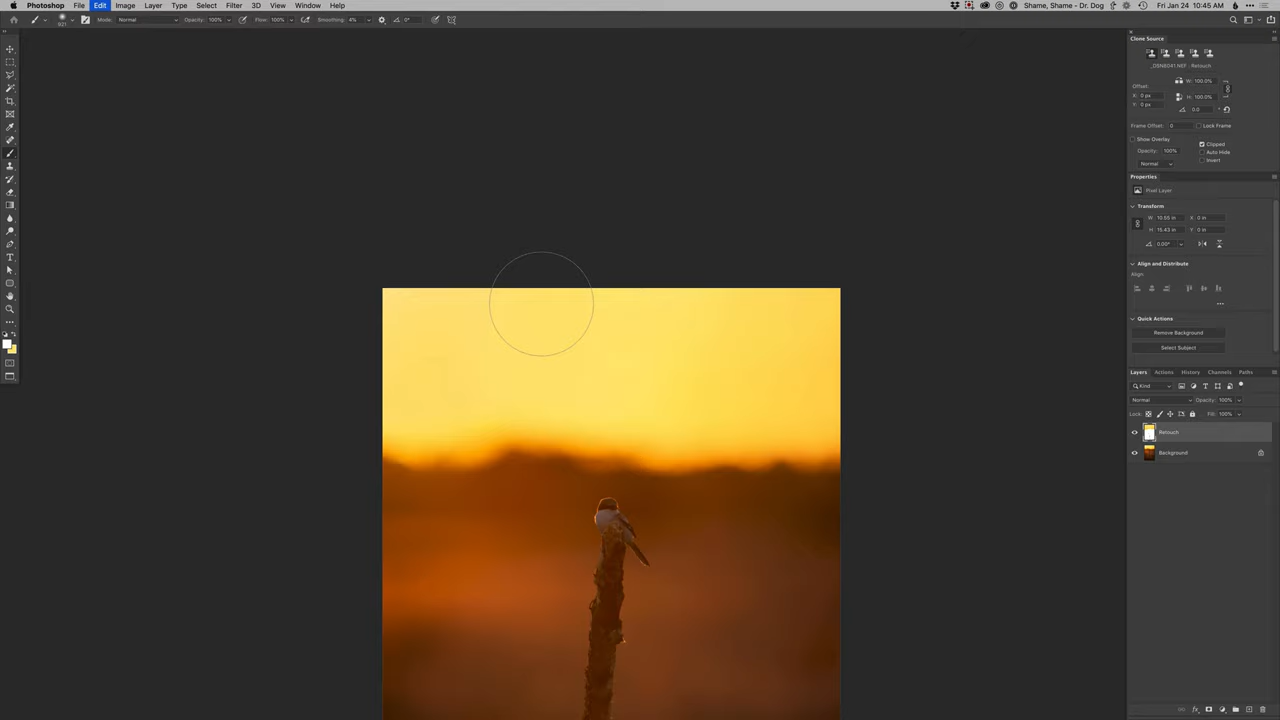 Photoshop File Edit Image Layer Type Select Filter 3D View Window Help Shame, Shame - Dr. Dog Fri Jan 24 10:45 AM
621 Mode: Normal Opacity: 100% Flow: 100% Smoothing: 4% 0°
Clone Source
_DSN6041.NEF : Retouch
Offset: W: 100.0%
X: 0 px H: 100.0%
Y: 0 px 0.0 °
Frame Offset: 0 Lock Frame
Show Overlay Clipped
Opacity: 100% Auto Hide
Normal Invert
Properties
Pixel Layer
Transform
W 10.55 in X 0 in
H 15.43 in Y 0 in
0.00°
Align and Distribute
Align:
Quick Actions
Remove Background
Select Subject
Layers Actions History Channels Paths
Kind
Normal Opacity: 100%
Lock: Fill: 100%
Retouch
Background